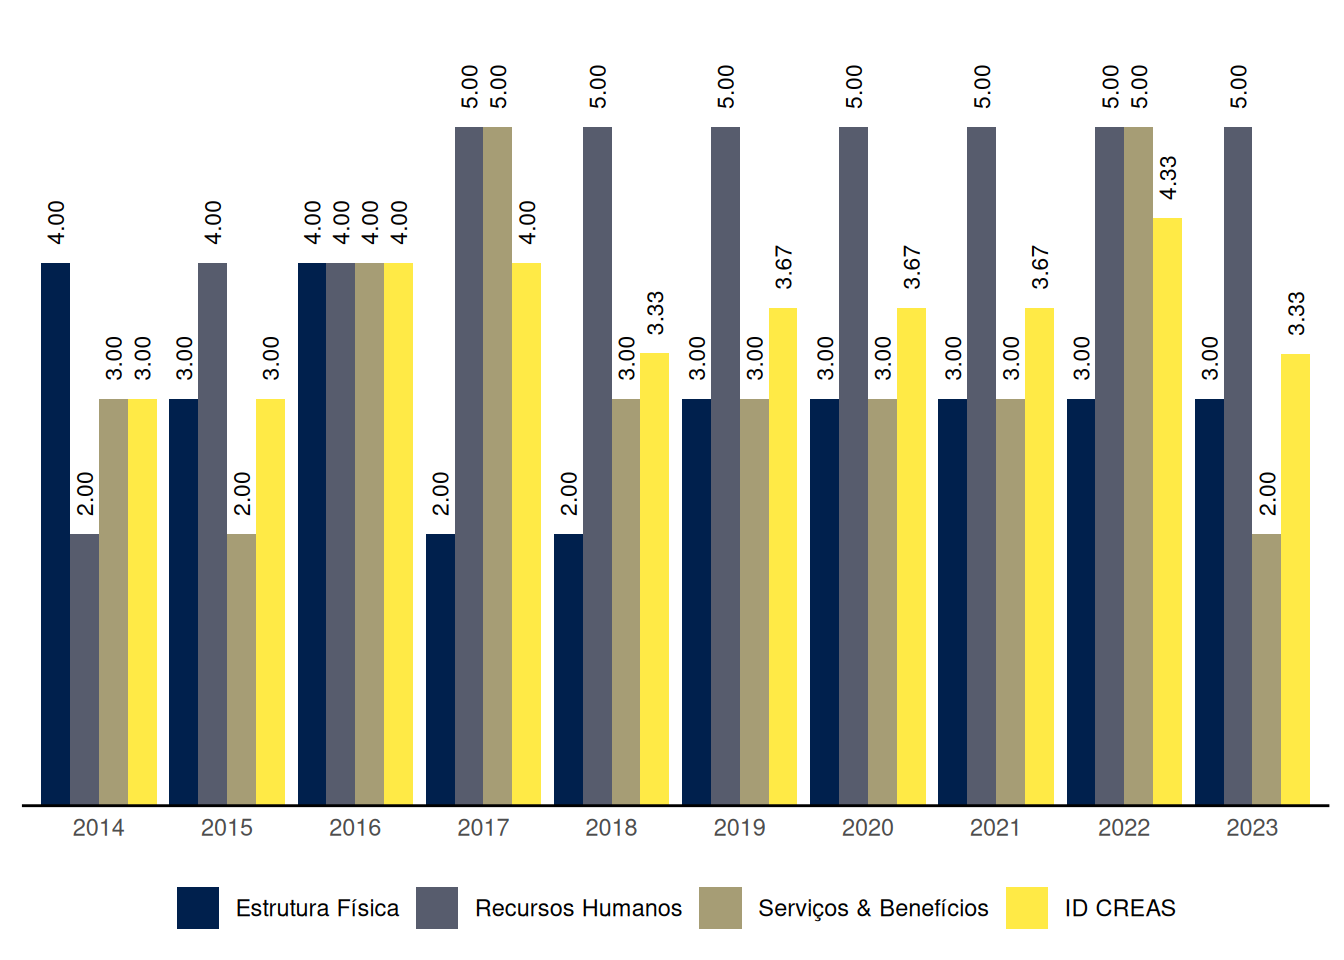 4.00 2.00 3.00 3.00
3.00 4.00 2.00 3.00
4.00 4.00 4.00 4.00
2.00 5.00 5.00 4.00
2.00 5.00 3.00 3.33
3.00 5.00 3.00 3.67
3.00 5.00 3.00 3.67
3.00 5.00 3.00 3.67
3.00 5.00 5.00 4.33
3.00 5.00 2.00 3.33
2014 2015 2016 2017 2018 2019 2020 2021 2022 2023
Estrutura Física Recursos Humanos Serviços & Benefícios ID CREAS